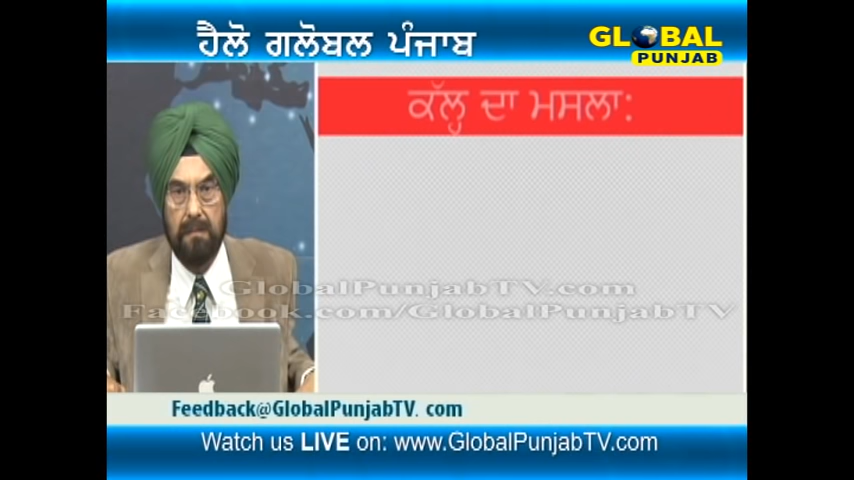 ਹੈਲੋ ਗਲੋਬਲ ਪੰਜਾਬ
GLOBAL
PUNJAB
ਕੱਲ੍ਹ ਦਾ ਮਸਲਾ:
GlobalPunjabTV.com
Facebook.com/GlobalPunjabTV
Feedback@GlobalPunjabTV. com
Watch us LIVE on: www.GlobalPunjabTV.com